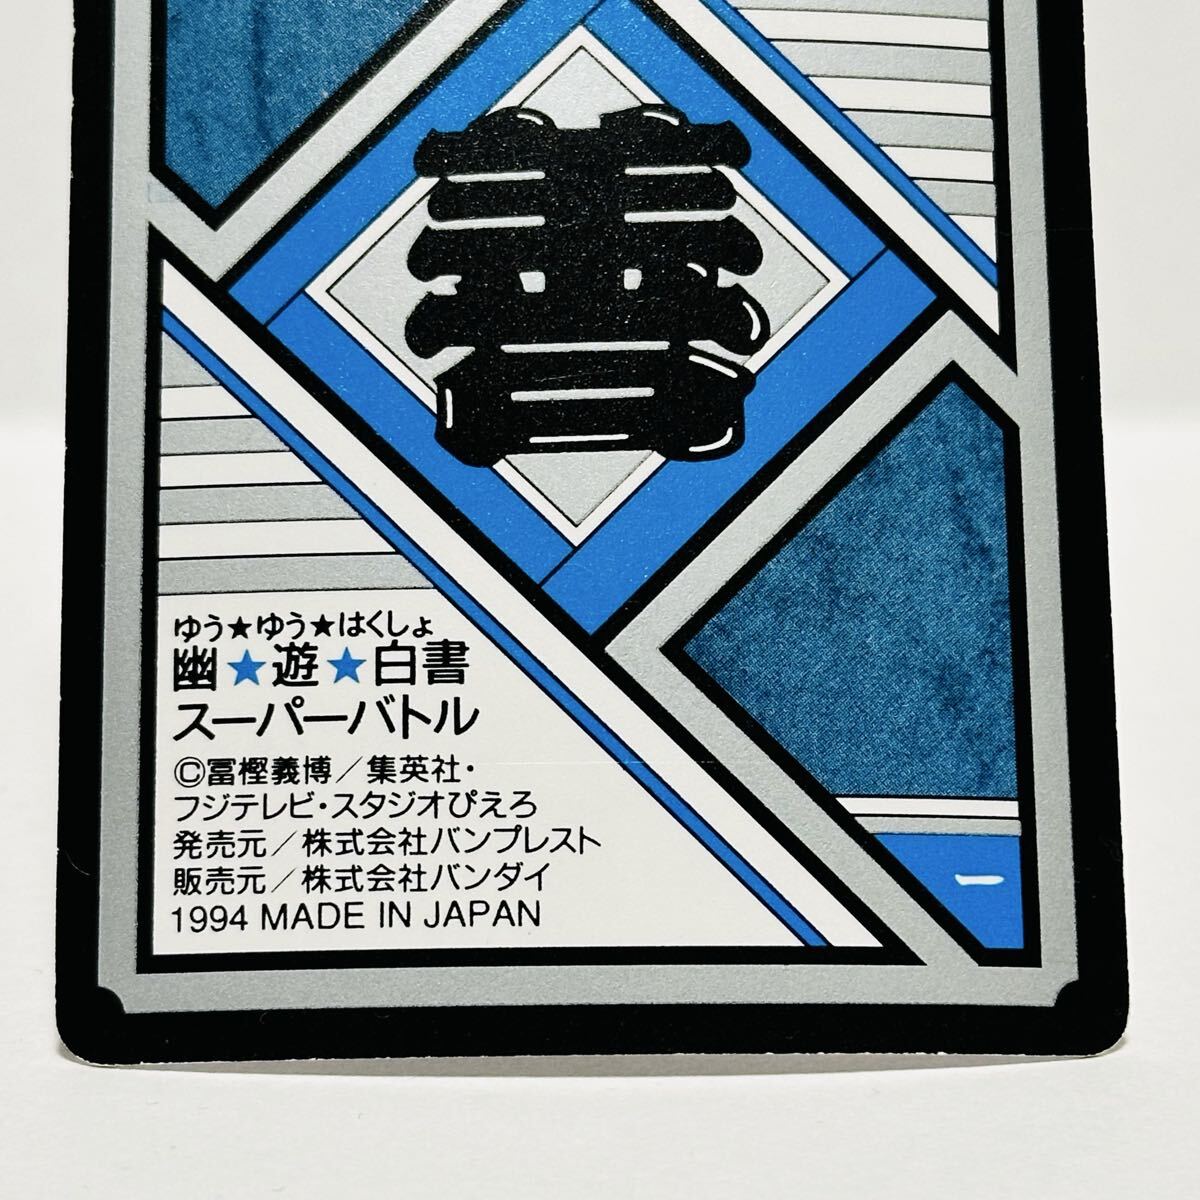 善
ゆう★ゆう★はくしょ
幽★遊★白書
スーパーバトル
©冨樫義博／集英社・
フジテレビ・スタジオぴえろ
発売元／株式会社バンプレスト
販売元／株式会社バンダイ
1994 MADE IN JAPAN
一